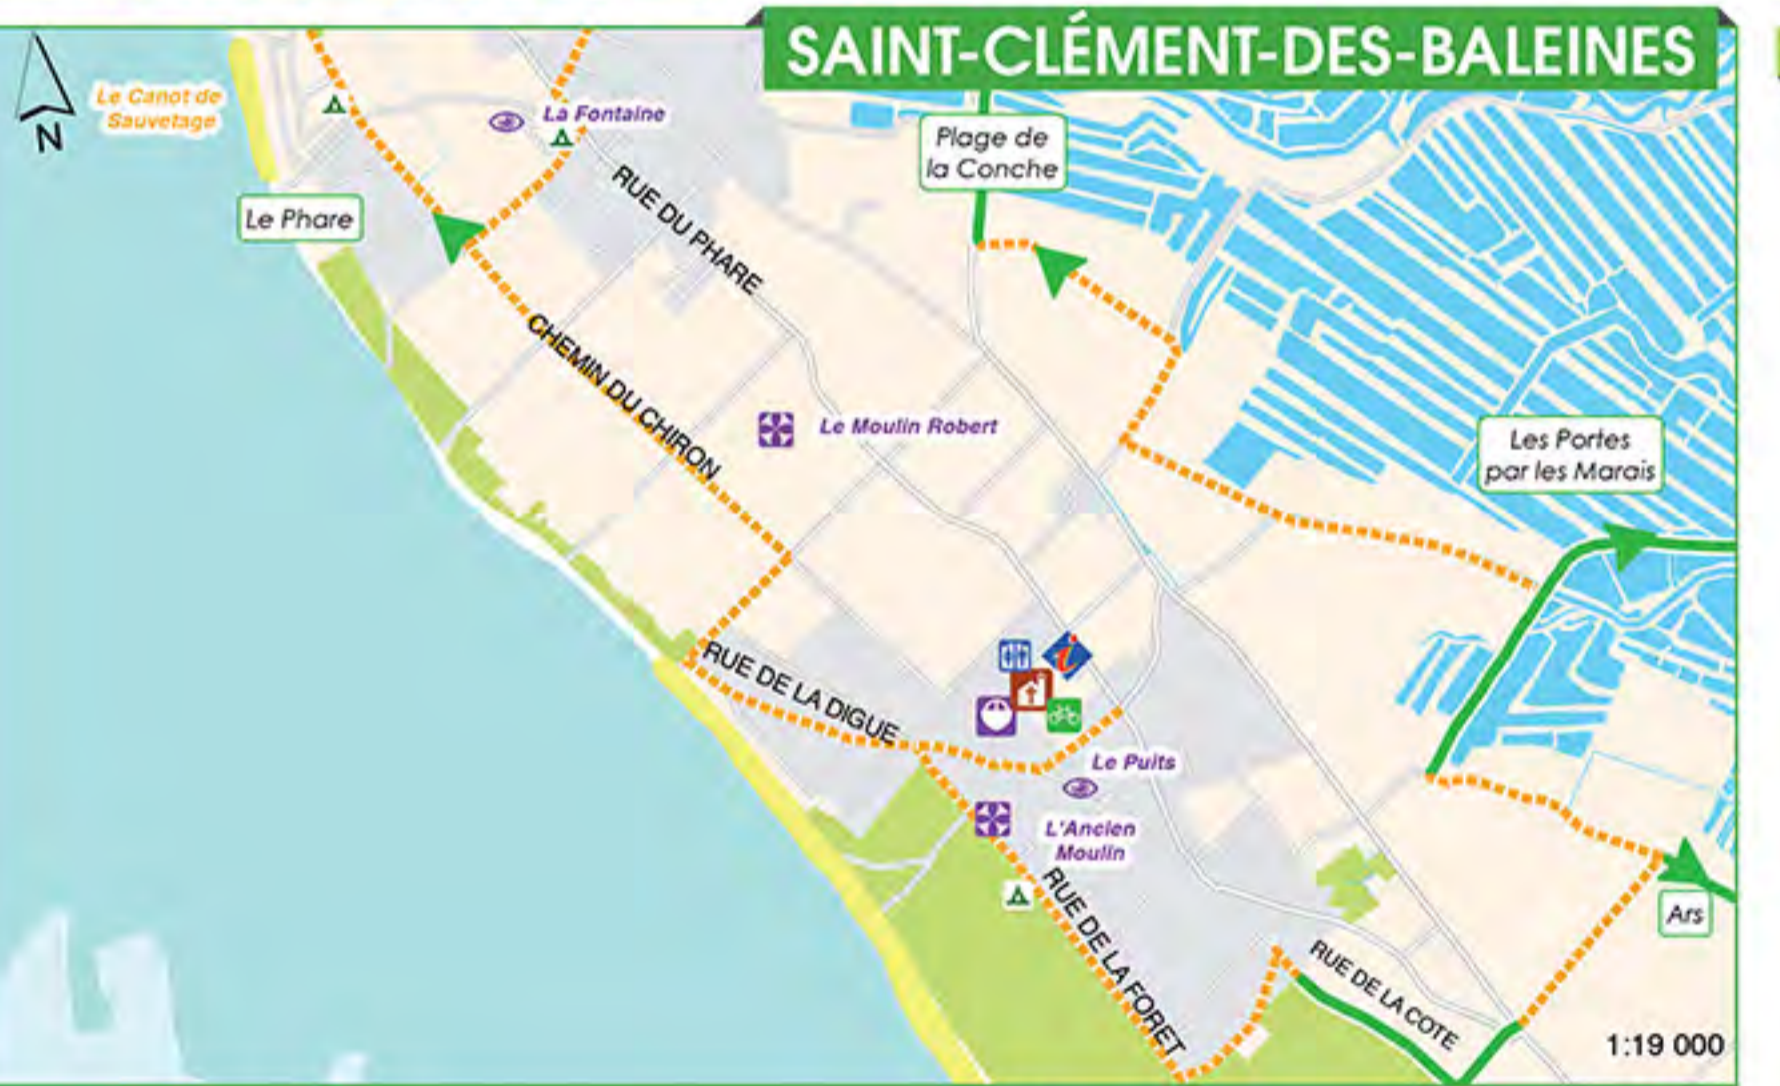 SAINT-CLÉMENT-DES-BALEINES
N
Le Canot de
Sauvetage
La Fontaine
Plage de
la Conche
Le Phare
RUE DU PHARE
CHEMIN DU CHIRON
Le Moulin Robert
Les Portes
par les Marais
RUE DE LA DIGUE
i
Le Puits
L'Ancien
Moulin
RUE DE LA FORET
Ars
RUE DE LA COTE
1:19 000